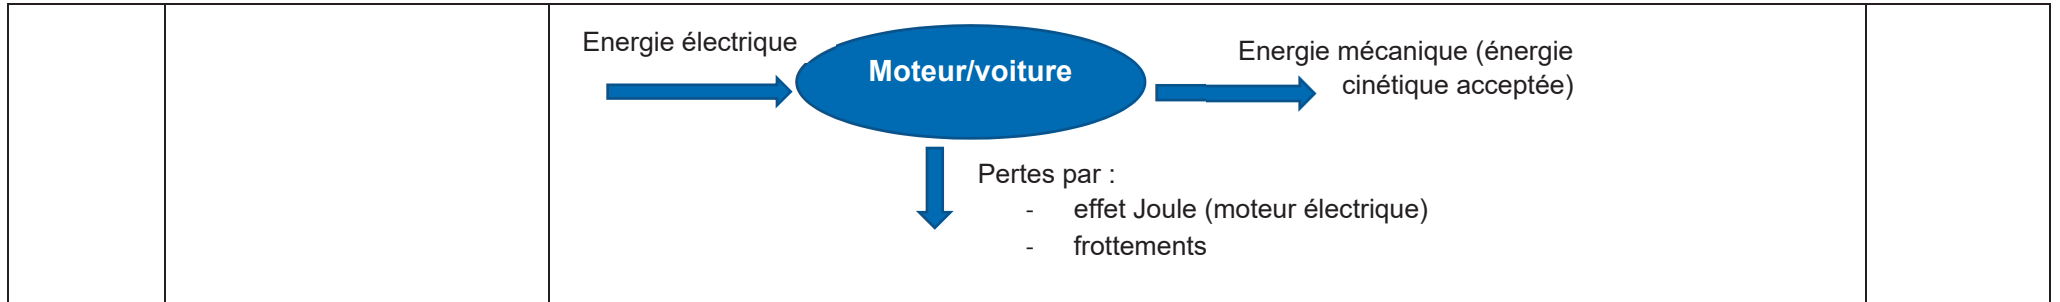 Energie électrique
Moteur/voiture
Energie mécanique (énergie
cinétique acceptée)
Pertes par :
- effet Joule (moteur électrique)
- frottements